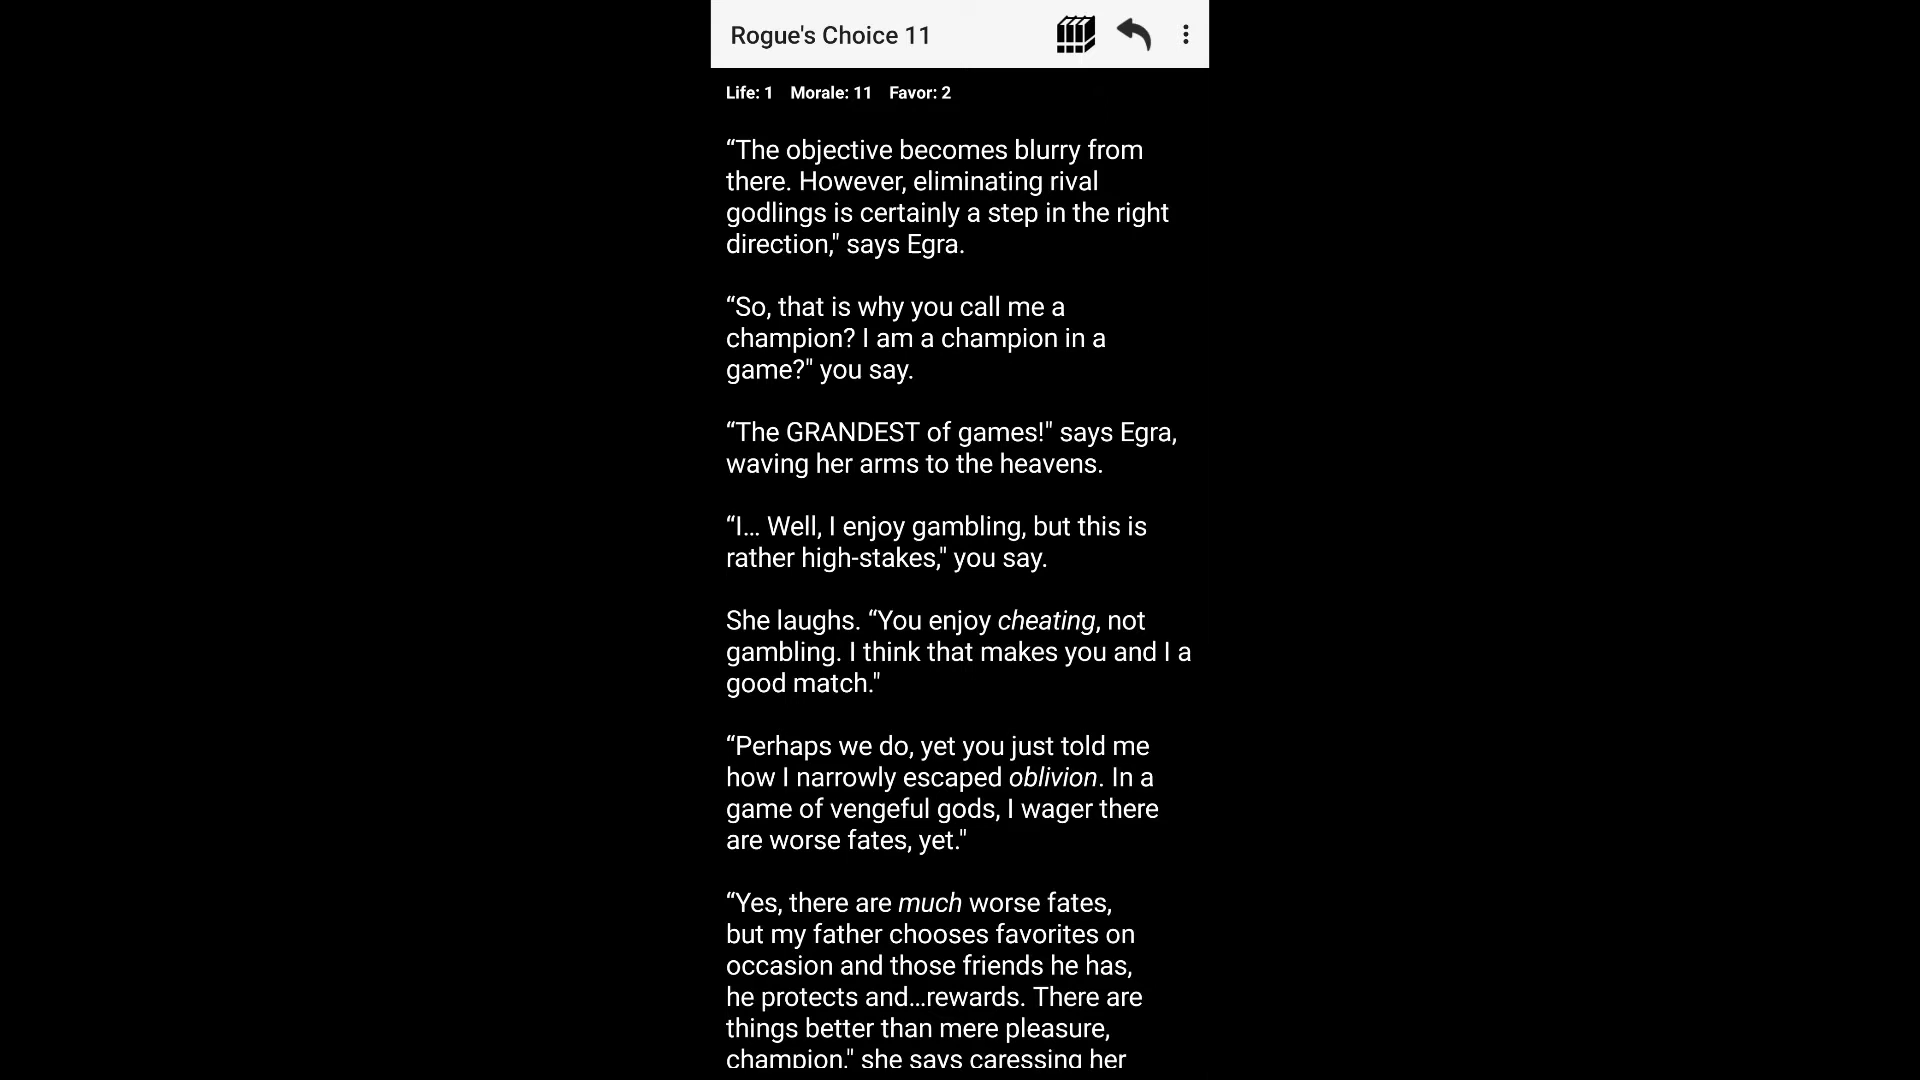 Rogue's Choice 11
Life: 1 Morale: 11 Favor: 2
“The objective becomes blurry from
there. However, eliminating rival
godlings is certainly a step in the right
direction," says Egra.
“So, that is why you call me a
champion? I am a champion in a
game?" you say.
“The GRANDEST of games!" says Egra,
waving her arms to the heavens.
“I… Well, I enjoy gambling, but this is
rather high-stakes," you say.
She laughs. “You enjoy cheating, not
gambling. I think that makes you and I a
good match."
“Perhaps we do, yet you just told me
how I narrowly escaped oblivion. In a
game of vengeful gods, I wager there
are worse fates, yet."
“Yes, there are much worse fates,
but my father chooses favorites on
occasion and those friends he has,
he protects and…rewards. There are
things better than mere pleasure,
champion," she says caressing her